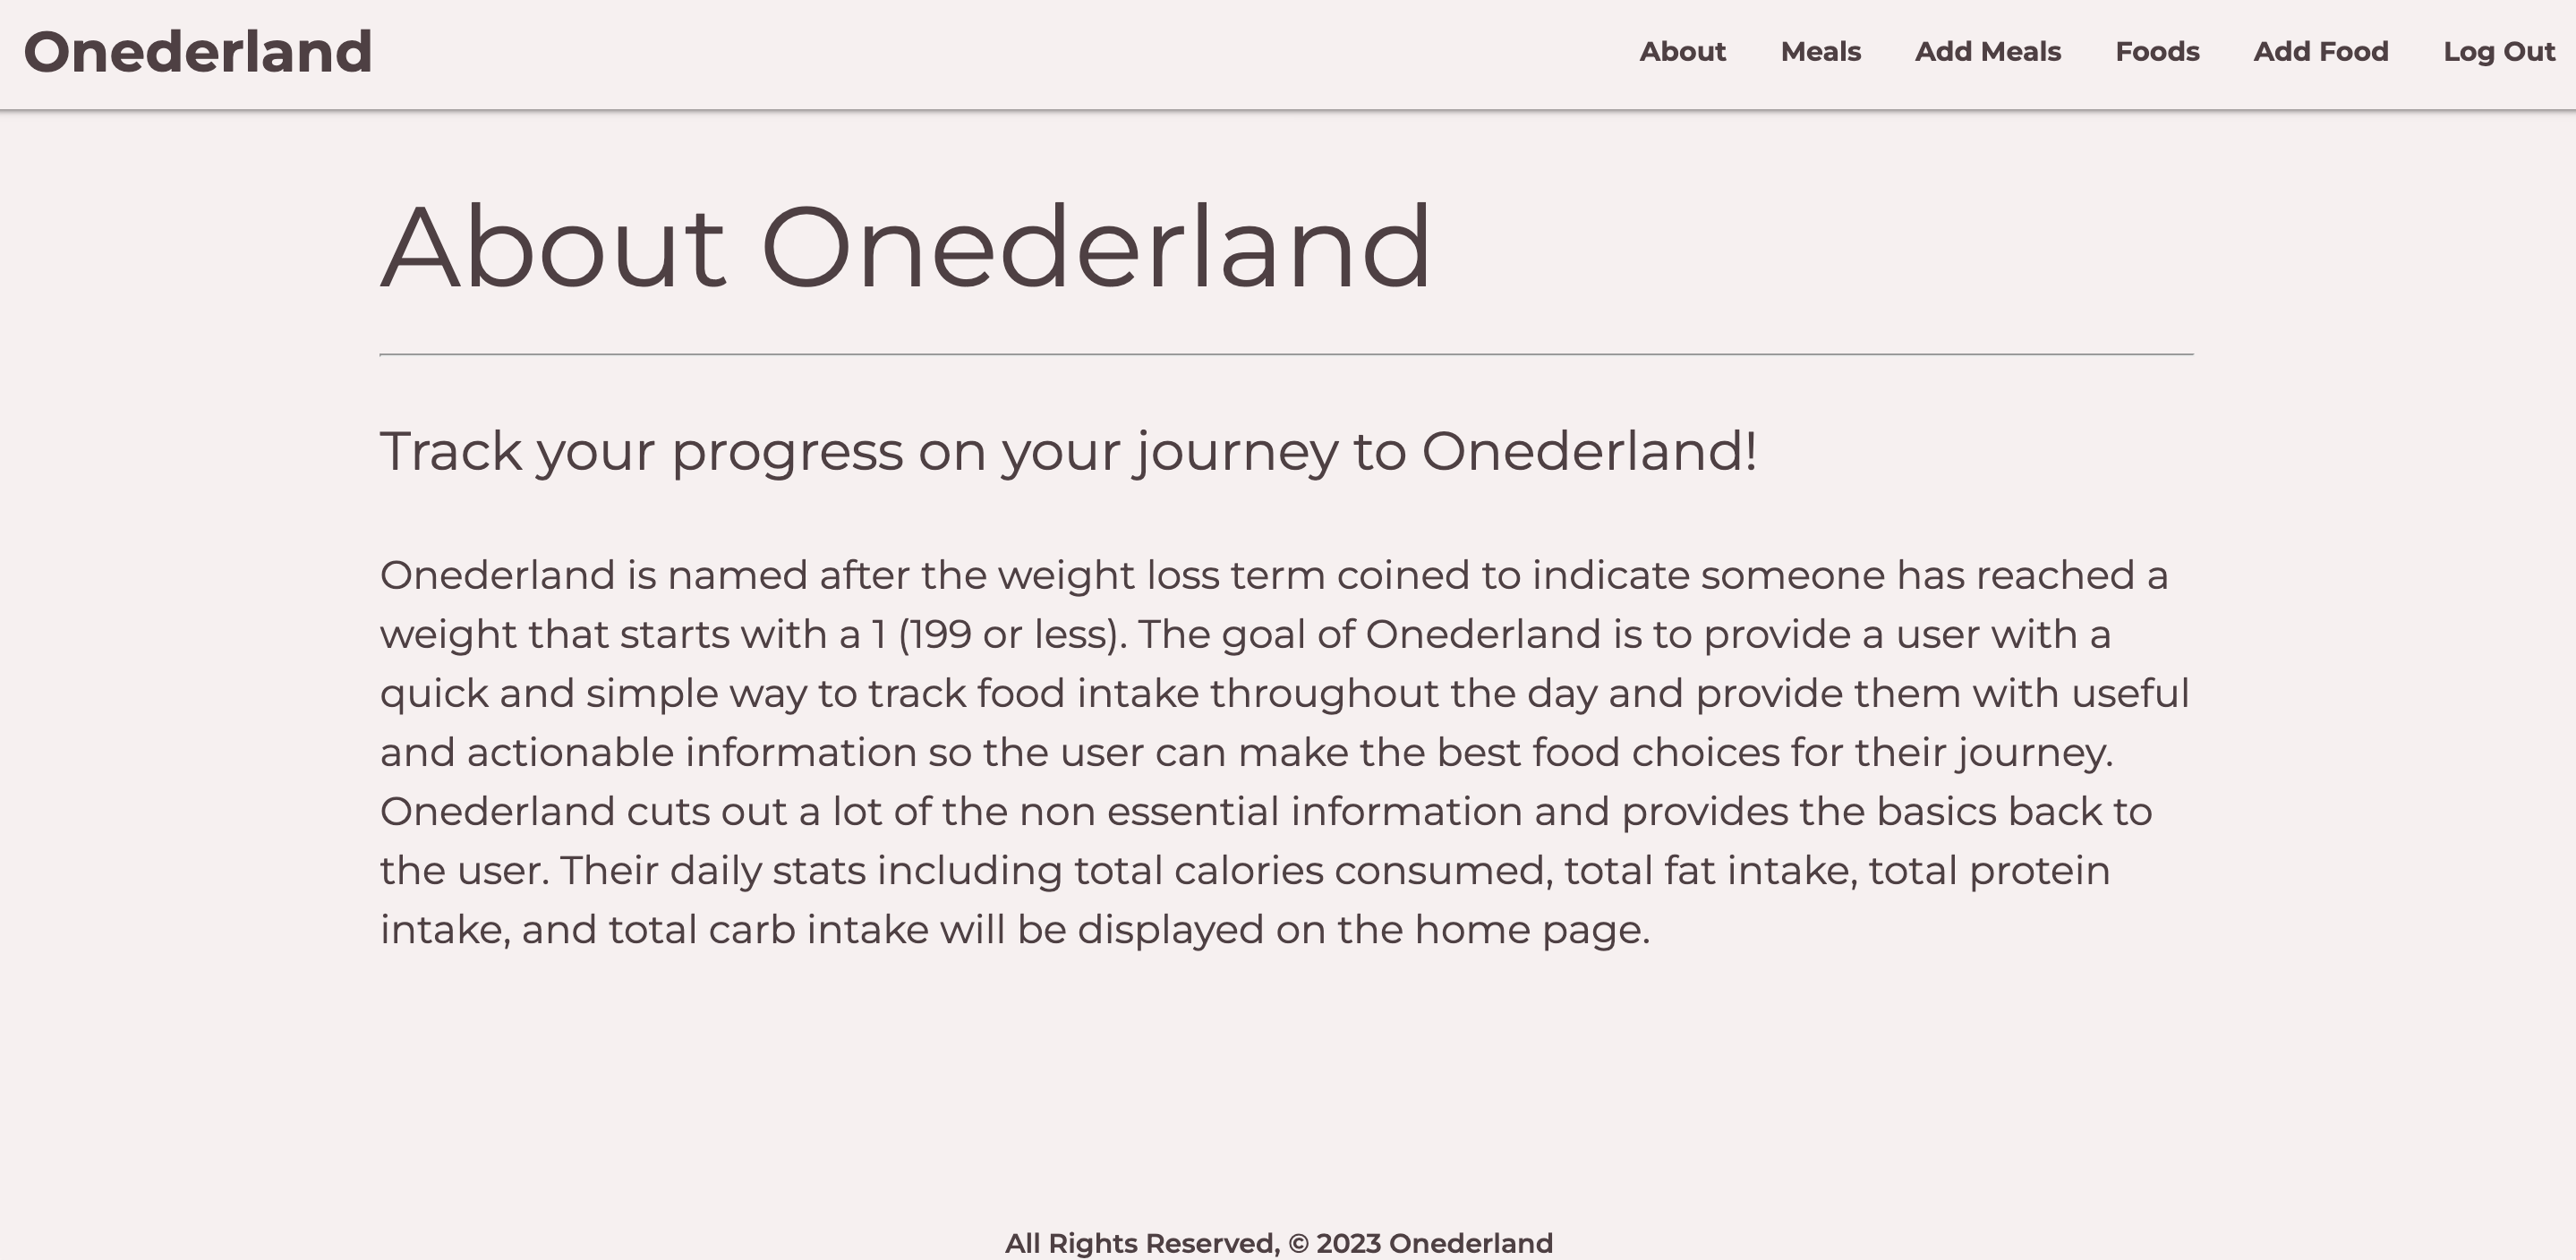 Onederland
About Meals Add Meals Foods Add Food Log Out
About Onederland
Track your progress on your journey to Onederland!
Onederland is named after the weight loss term coined to indicate someone has reached a
weight that starts with a 1 (199 or less). The goal of Onederland is to provide a user with a
quick and simple way to track food intake throughout the day and provide them with useful
and actionable information so the user can make the best food choices for their journey.
Onederland cuts out a lot of the non essential information and provides the basics back to
the user. Their daily stats including total calories consumed, total fat intake, total protein
intake, and total carb intake will be displayed on the home page.
All Rights Reserved, © 2023 Onederland